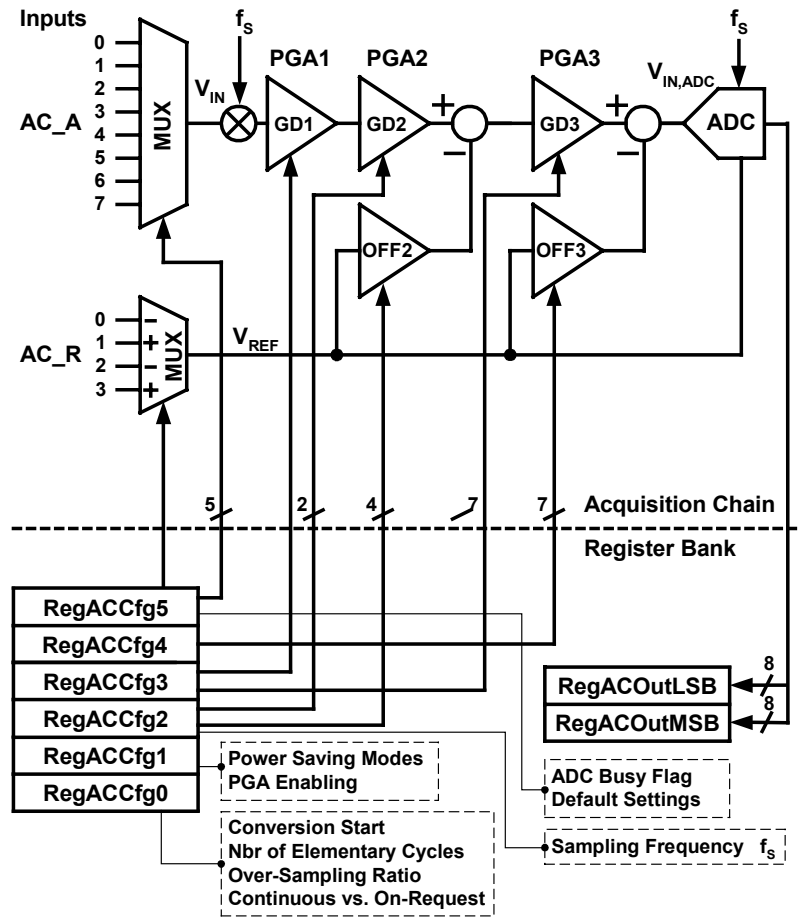 Inputs
f_S
f_S
PGA1
PGA2
PGA3
0
1
2
3
4
5
6
7
AC_A
MUX
V_IN
GD1
GD2
+
−
GD3
+
−
V_IN,ADC
ADC
OFF2
OFF3
AC_R
0 −
1 +
2 −
3 +
MUX
V_REF
5
2
4
7
7
Acquisition Chain
Register Bank
RegACCfg5
RegACCfg4
RegACCfg3
RegACCfg2
RegACCfg1
RegACCfg0
RegACOutLSB
8
RegACOutMSB
8
Power Saving Modes
PGA Enabling
ADC Busy Flag
Default Settings
Conversion Start
Nbr of Elementary Cycles
Over-Sampling Ratio
Continuous vs. On-Request
Sampling Frequency f_S